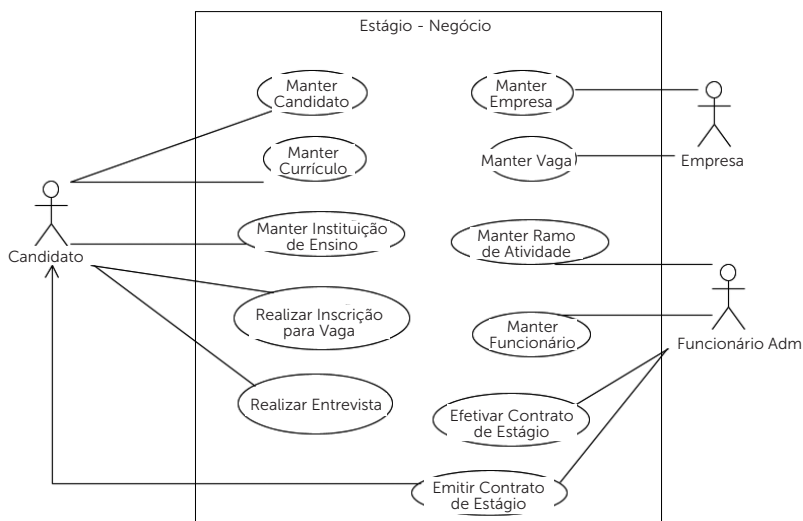 Estágio - Negócio
Manter
Candidato
Manter
Empresa
Manter
Currículo
Manter Vaga
Empresa
Candidato
Manter Instituição
de Ensino
Manter Ramo
de Atividade
Realizar Inscrição
para Vaga
Manter
Funcionário
Funcionário Adm
Realizar Entrevista
Efetivar Contrato
de Estágio
Emitir Contrato
de Estágio